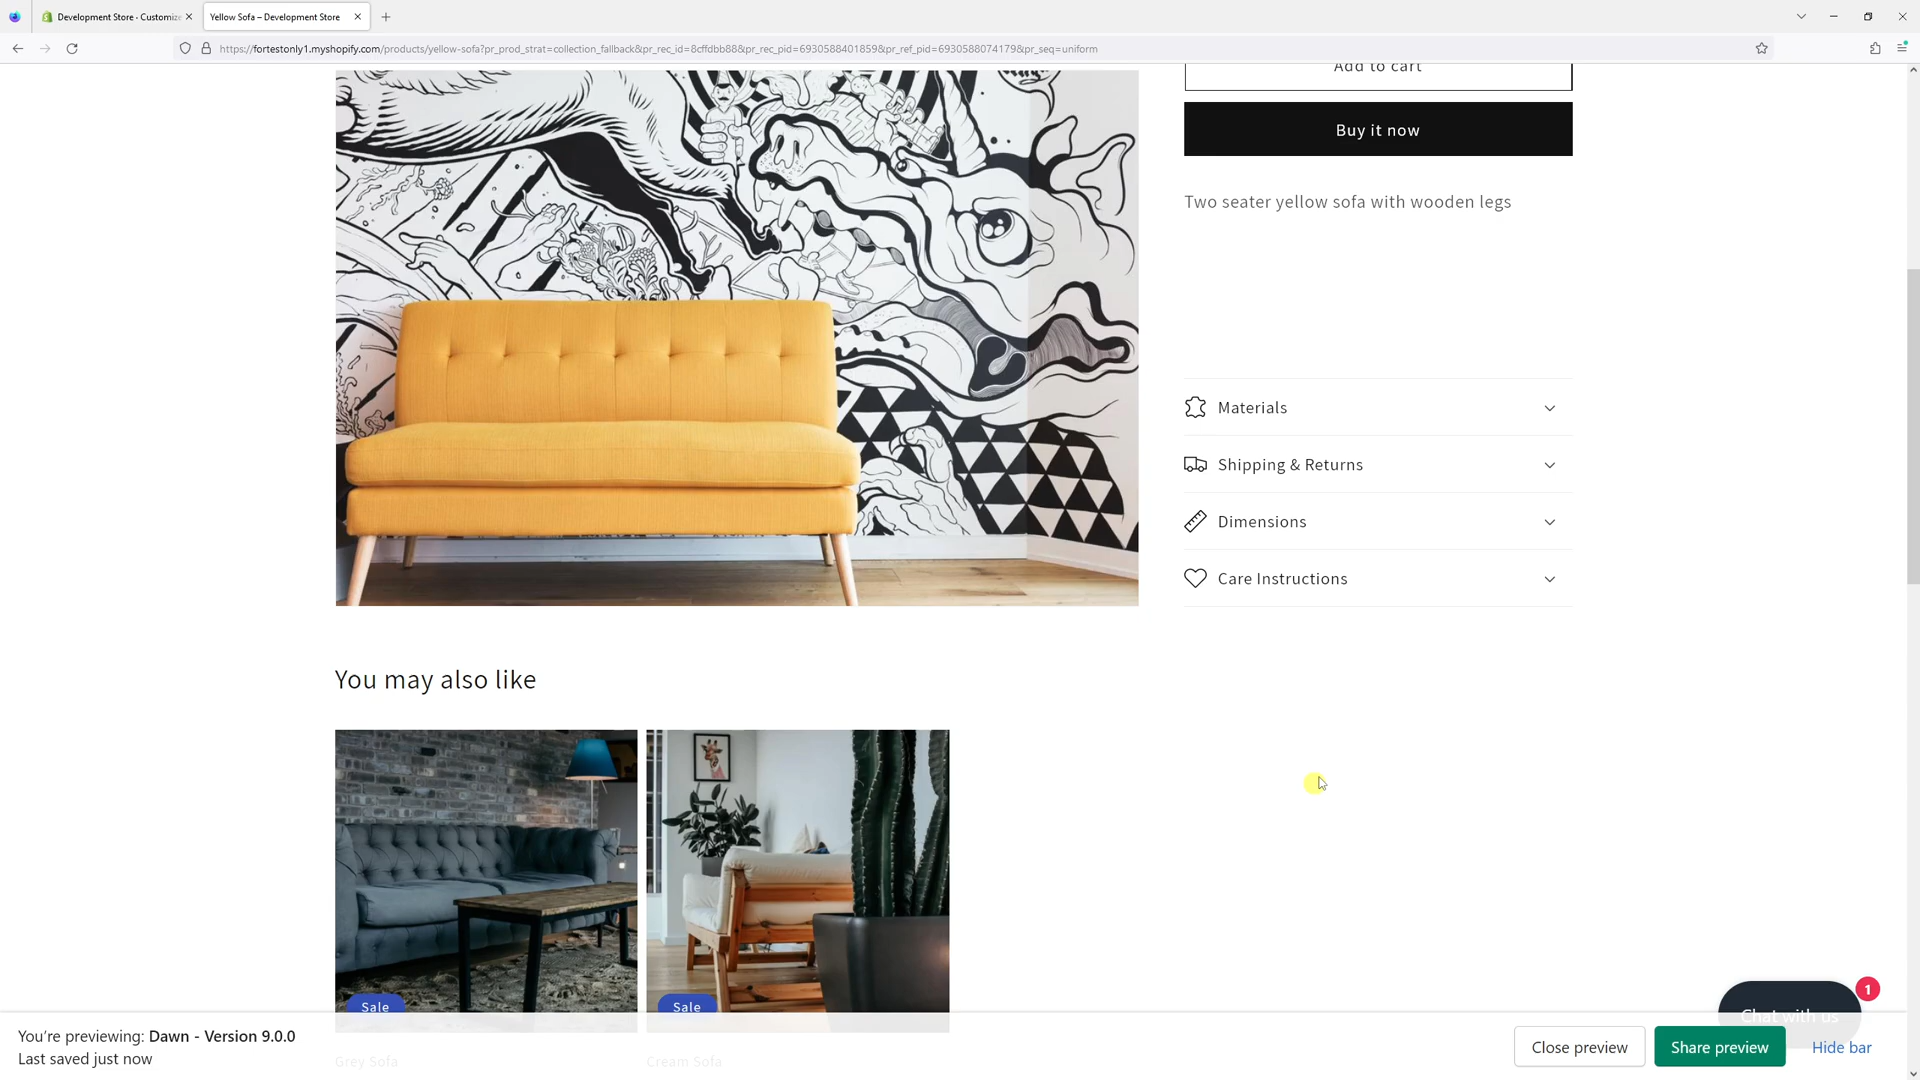 Development Store · Customize
Yellow Sofa – Development Store
https://fortestonly1.myshopify.com/products/yellow-sofa?pr_prod_strat=collection_fallback&pr_rec_id=8cffdbb88&pr_rec_pid=6930588401859&pr_ref_pid=6930588074179&pr_seq=uniform
Add to cart
Buy it now
Two seater yellow sofa with wooden legs
Materials
Shipping & Returns
Dimensions
Care Instructions
You may also like
Sale
Sale
1
Chat with us
You're previewing: Dawn - Version 9.0.0
Last saved just now
Close preview
Share preview
Hide bar
Grey Sofa
Cream Sofa